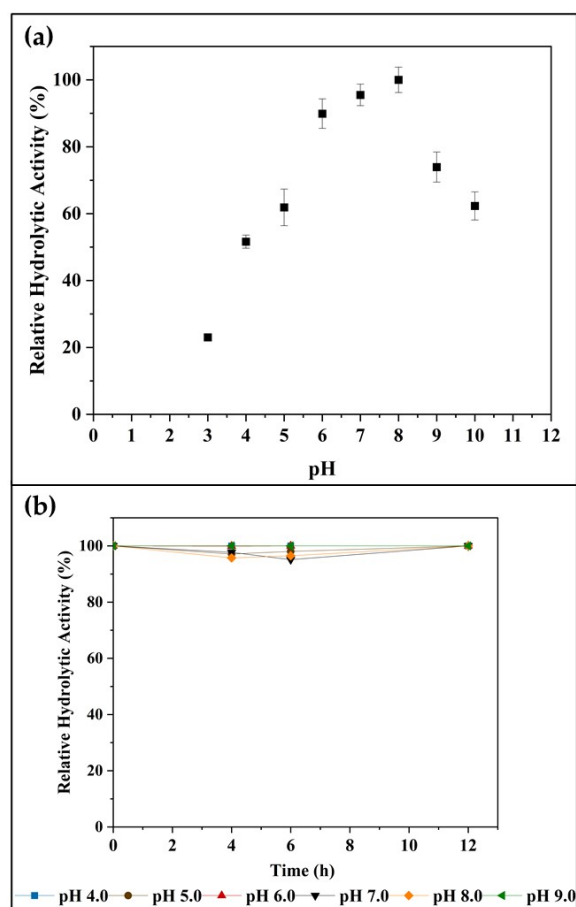 (a)
Relative Hydrolytic Activity (%)
100
80
60
40
20
0
0 1 2 3 4 5 6 7 8 9 10 11 12
pH
(b)
Relative Hydrolytic Activity (%)
100
80
60
40
20
0
0 2 4 6 8 10 12
Time (h)
pH 4.0 pH 5.0 pH 6.0 pH 7.0 pH 8.0 pH 9.0